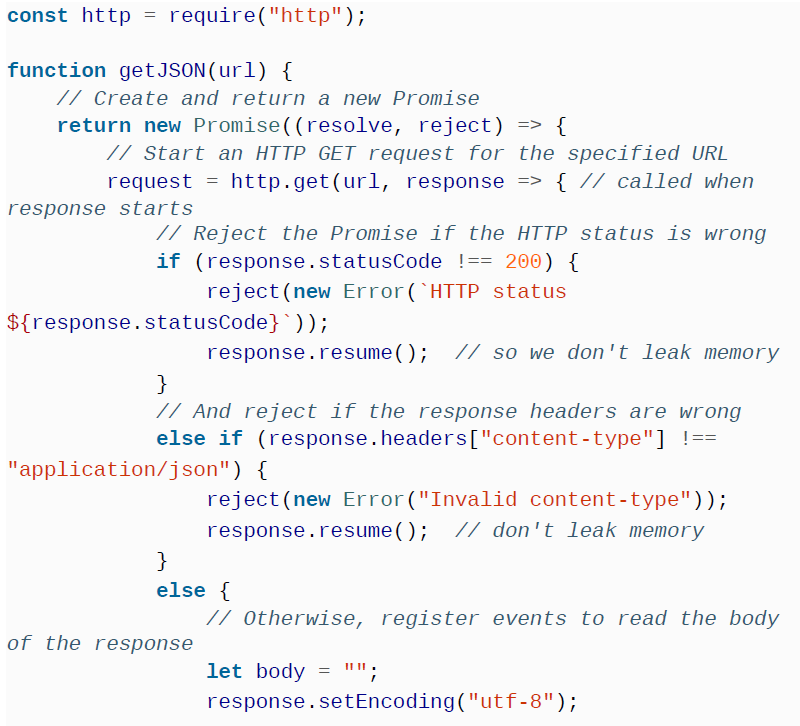 const http = require("http");

function getJSON(url) {
    // Create and return a new Promise
    return new Promise((resolve, reject) => {
        // Start an HTTP GET request for the specified URL
        request = http.get(url, response => { // called when
response starts
            // Reject the Promise if the HTTP status is wrong
            if (response.statusCode !== 200) {
                reject(new Error(`HTTP status
${response.statusCode}`));
                response.resume();  // so we don't leak memory
            }
            // And reject if the response headers are wrong
            else if (response.headers["content-type"] !==
"application/json") {
                reject(new Error("Invalid content-type"));
                response.resume();  // don't leak memory
            }
            else {
                // Otherwise, register events to read the body
of the response
                let body = "";
                response.setEncoding("utf-8");